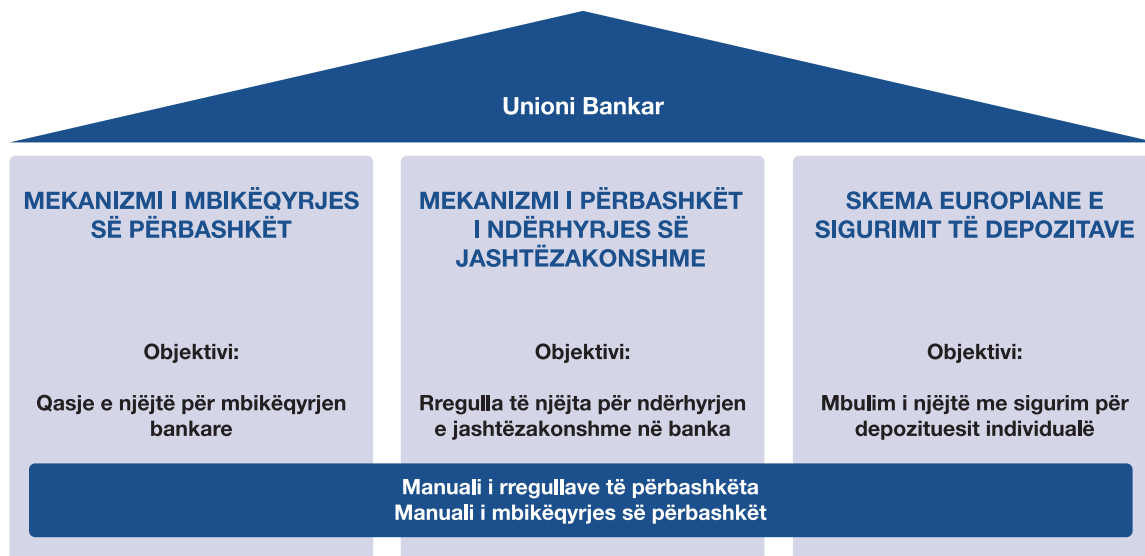 Unioni Bankar
MEKANIZMI I MBIKËQYRJES
SË PËRBASHKËT
Objektivi:
Qasje e njëjtë për mbikëqyrjen
bankare
MEKANIZMI I PËRBASHKËT
I NDËRHYRJES SË
JASHTËZAKONSHME
Objektivi:
Rregulla të njëjta për ndërhyrjen
e jashtëzakonshme në banka
SKEMA EUROPIANE E
SIGURIMIT TË DEPOZITAVE
Objektivi:
Mbulim i njëjtë me sigurim për
depozituesit individualë
Manuali i rregullave të përbashkëta
Manuali i mbikëqyrjes së përbashkët